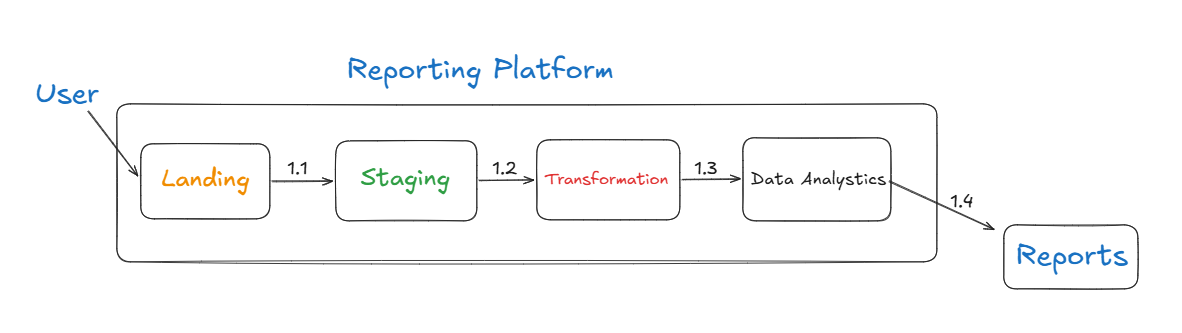 Reporting Platform
User
Landing
1.1
Staging
1.2
Transformation
1.3
Data Analystics
1.4
Reports